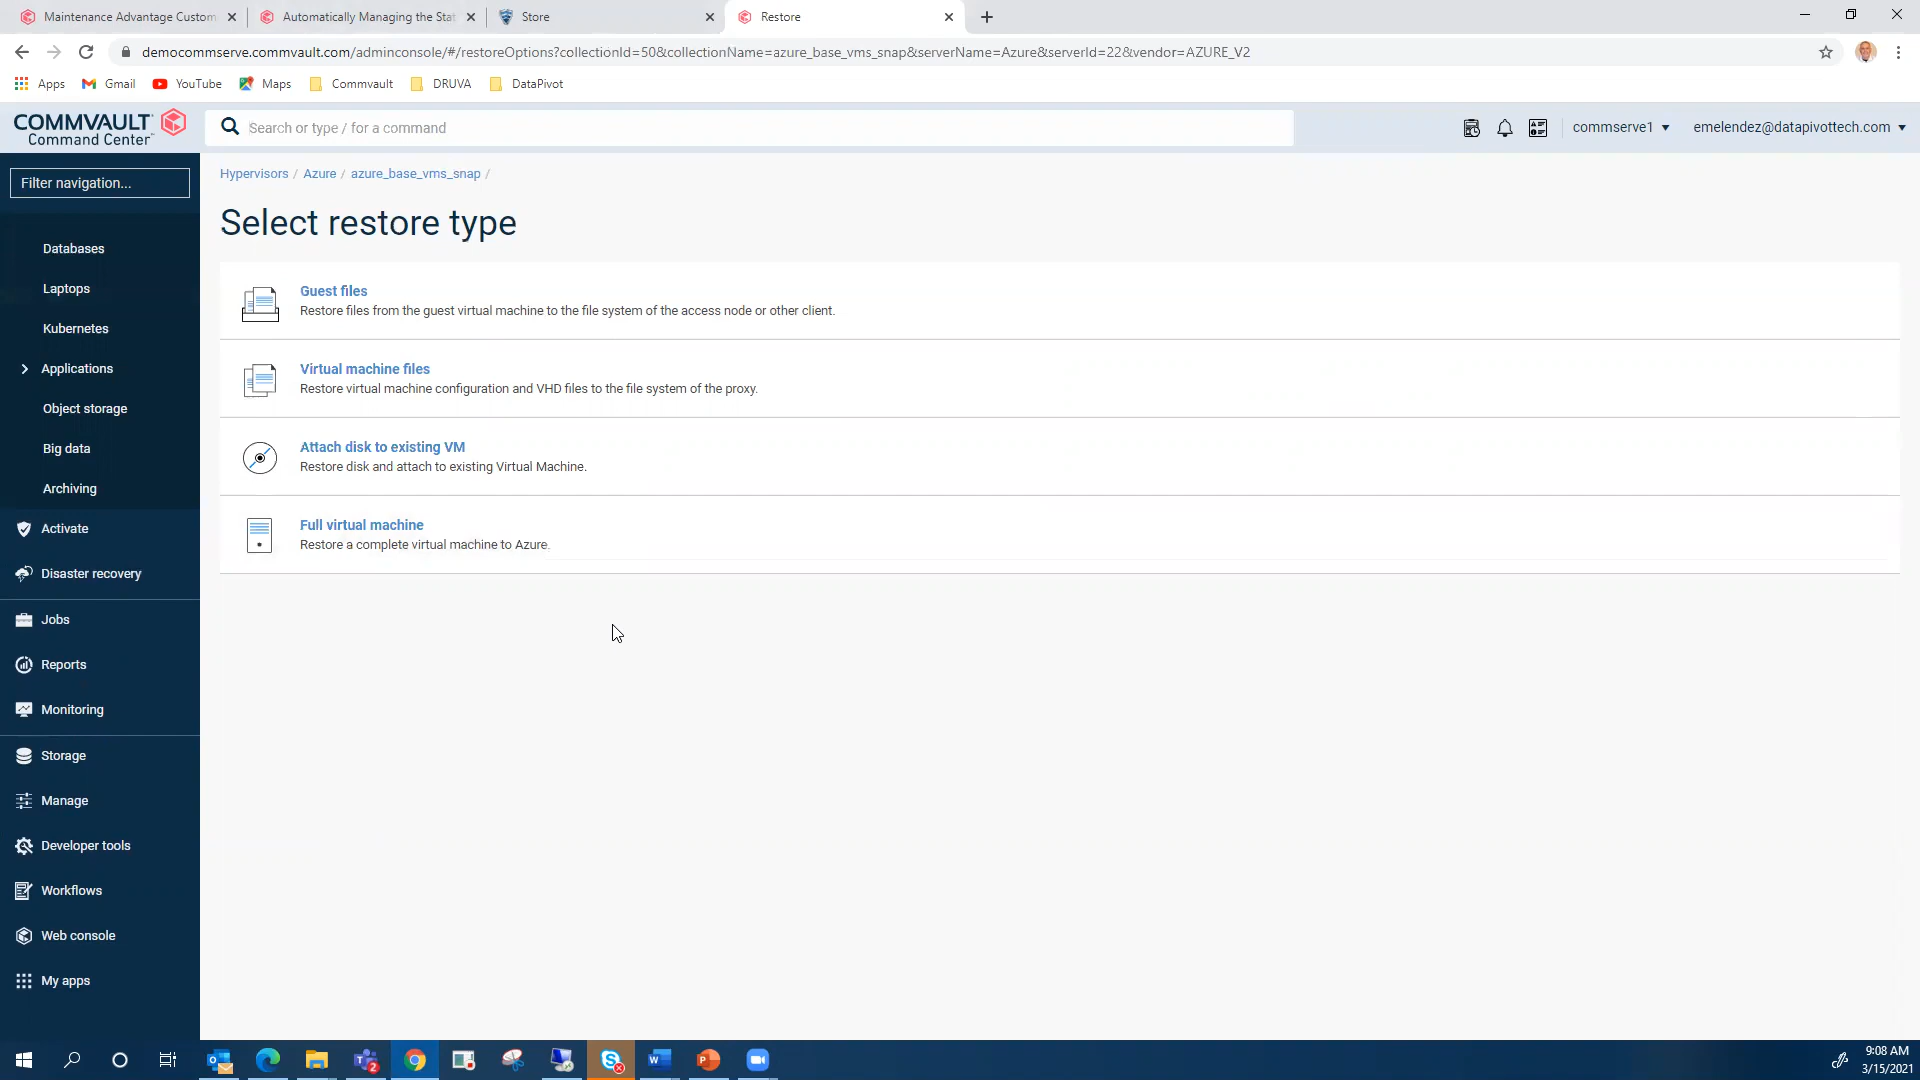 Maintenance Advantage Custom
Automatically Managing the Stat
Store
Restore
democommserve.commvault.com/adminconsole/#/restoreOptions?collectionId=50&collectionName=azure_base_vms_snap&serverName=Azure&serverId=22&vendor=AZURE_V2
Apps
Gmail
YouTube
Maps
Commvault
DRUVA
DataPivot
COMMVAULT
Command Center™
Search or type / for a command
commserve1
emelendez@datapivottech.com
Filter navigation...
Hypervisors / Azure / azure_base_vms_snap /
Select restore type
Databases
Laptops
Kubernetes
Applications
Object storage
Big data
Archiving
Activate
Disaster recovery
Jobs
Reports
Monitoring
Storage
Manage
Developer tools
Workflows
Web console
My apps
Guest files
Restore files from the guest virtual machine to the file system of the access node or other client.
Virtual machine files
Restore virtual machine configuration and VHD files to the file system of the proxy.
Attach disk to existing VM
Restore disk and attach to existing Virtual Machine.
Full virtual machine
Restore a complete virtual machine to Azure.
2
9:08 AM
3/15/2021